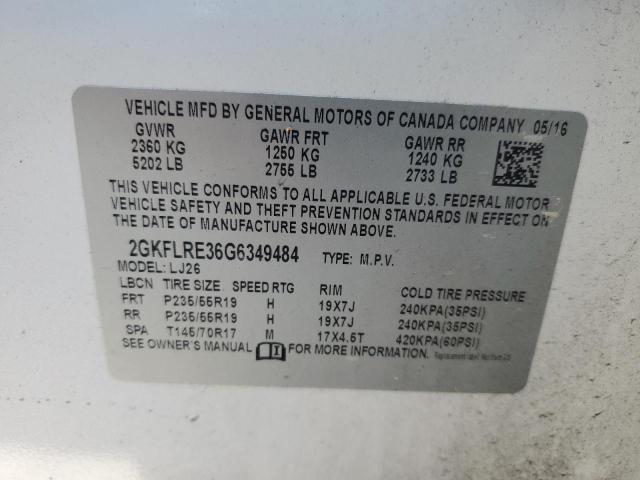 VEHICLE MFD BY GENERAL MOTORS OF CANADA COMPANY 05/16
GVWR GAWR FRT GAWR RR
2360 KG 1250 KG 1240 KG
5202 LB 2755 LB 2733 LB
THIS VEHICLE CONFORMS TO ALL APPLICABLE U.S. FEDERAL MOTOR
VEHICLE SAFETY AND THEFT PREVENTION STANDARDS IN EFFECT ON
THE DATE OF MANUFACTURE SHOWN ABOVE.
2GKFLRE36G6349484 TYPE: M.P.V.
MODEL: LJ26
LBCN TIRE SIZE SPEED RTG RIM COLD TIRE PRESSURE
FRT P235/55R19 H 19X7J 240KPA(35PSI)
RR P235/55R19 H 19X7J 240KPA(35PSI)
SPA T145/70R17 M 17X4.5T 420KPA(60PSI)
SEE OWNER'S MANUAL FOR MORE INFORMATION. Replacement label: